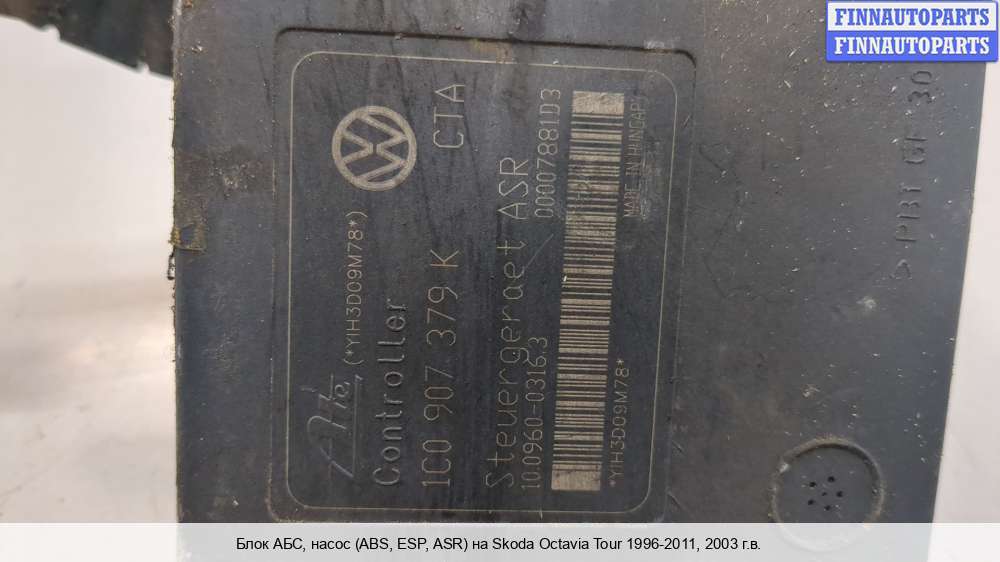 FINNAUTOPARTS
FINNAUTOPARTS
Ate (*YIH3D09M78*)
Controller
1C0 907 379 K CTA
Steuergeraet ASR
10.0960-0316.3 00007881D3
*YIH3D09M78*
MADE IN HUNGARY
> PBT GF 30
Блок АБС, насос (ABS, ESP, ASR) на Skoda Octavia Tour 1996-2011, 2003 г.в.